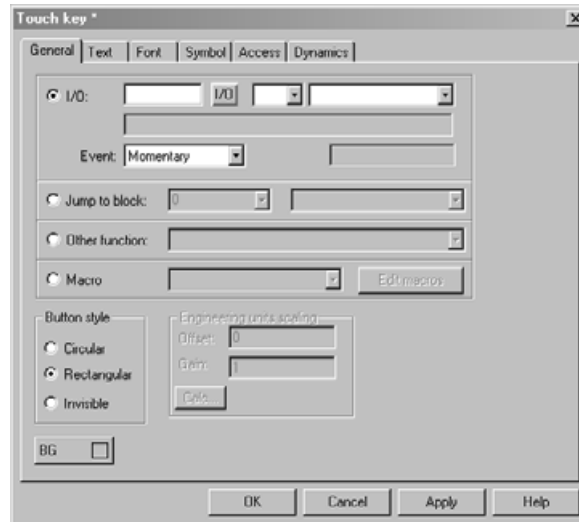 Touch key *
General Text Font Symbol Access Dynamics
I/O: I/O
Event: Momentary
Jump to block: 0
Other function:
Macro Edit macros
Button style
Circular
Rectangular
Invisible
Engineering units scaling
Offset: 0
Gain: 1
Calc...
BG
OK Cancel Apply Help